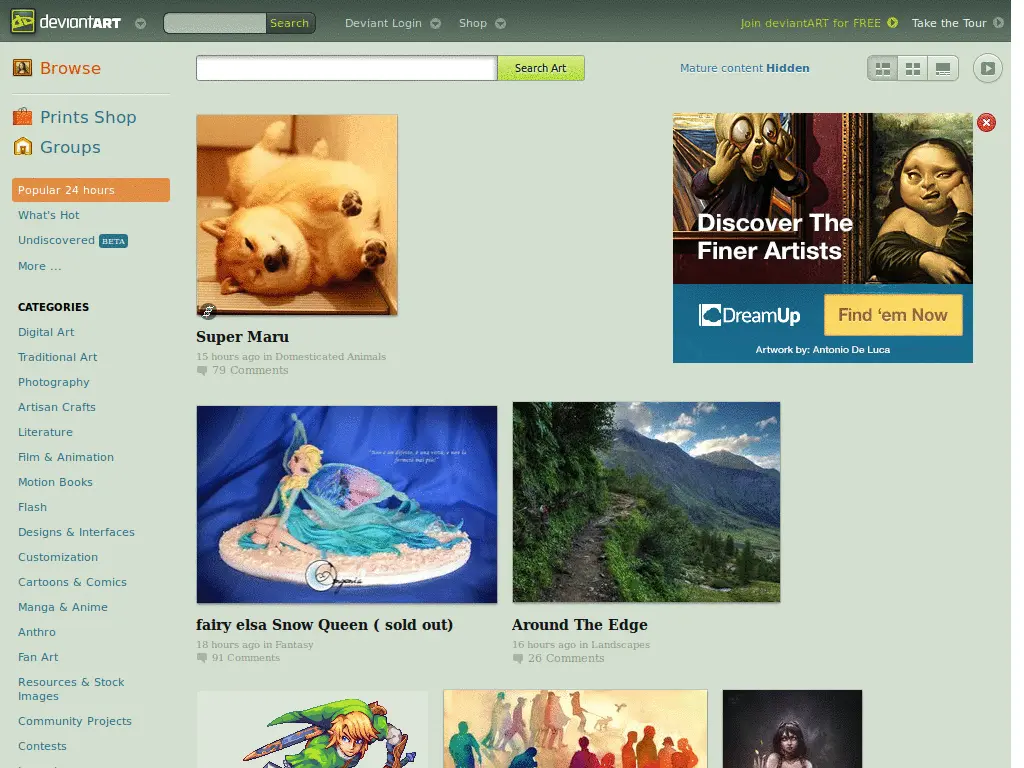 deviantART
Search
Deviant Login
Shop
Join deviantART for FREE
Take the Tour
Browse
Search Art
Mature content Hidden
Prints Shop
Groups
Popular 24 hours
What's Hot
Undiscovered BETA
More ...
CATEGORIES
Digital Art
Traditional Art
Photography
Artisan Crafts
Literature
Film & Animation
Motion Books
Flash
Designs & Interfaces
Customization
Cartoons & Comics
Manga & Anime
Anthro
Fan Art
Resources & Stock
Images
Community Projects
Contests
Super Maru
15 hours ago in Domesticated Animals
79 Comments
Discover The
Finer Artists
DreamUp
Find 'em Now
Artwork by: Antonio De Luca
fairy elsa Snow Queen ( sold out)
18 hours ago in Fantasy
91 Comments
Around The Edge
16 hours ago in Landscapes
26 Comments